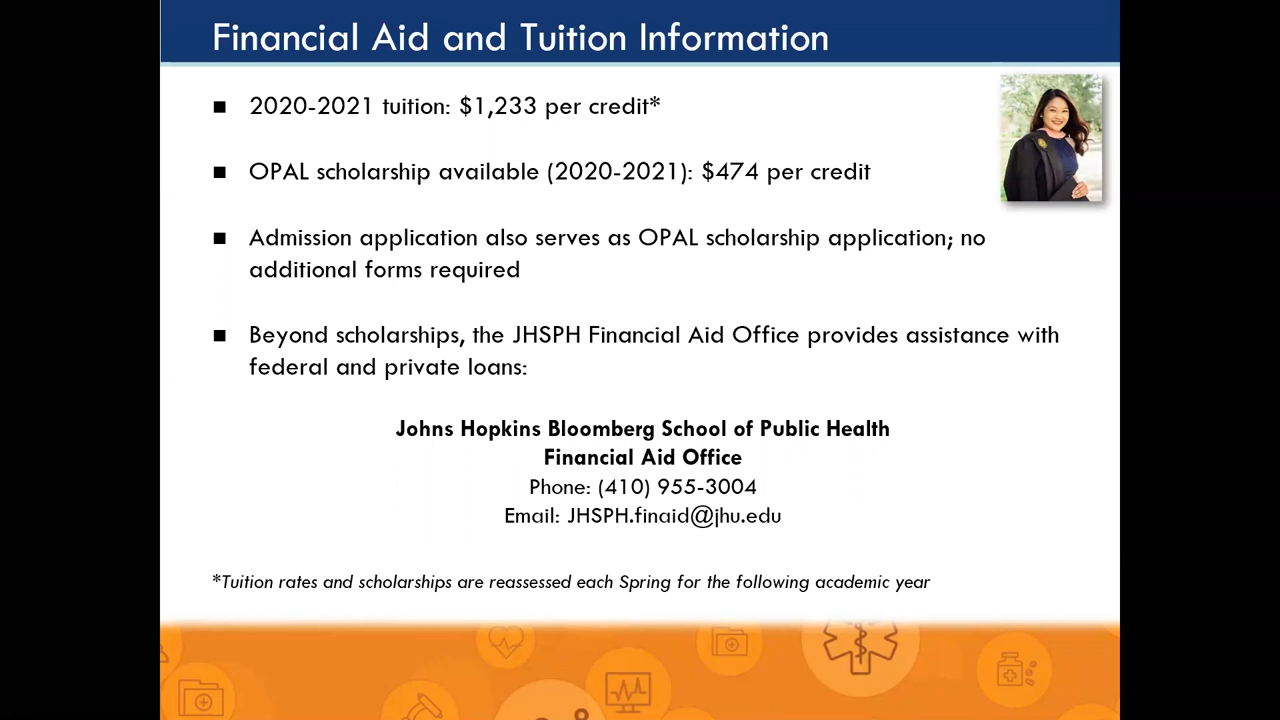 Financial Aid and Tuition Information
■ 2020-2021 tuition: $1,233 per credit*
■ OPAL scholarship available (2020-2021): $474 per credit
■ Admission application also serves as OPAL scholarship application; no
additional forms required
■ Beyond scholarships, the JHSPH Financial Aid Office provides assistance with
federal and private loans:
Johns Hopkins Bloomberg School of Public Health
Financial Aid Office
Phone: (410) 955-3004
Email: JHSPH.finaid@jhu.edu
*Tuition rates and scholarships are reassessed each Spring for the following academic year